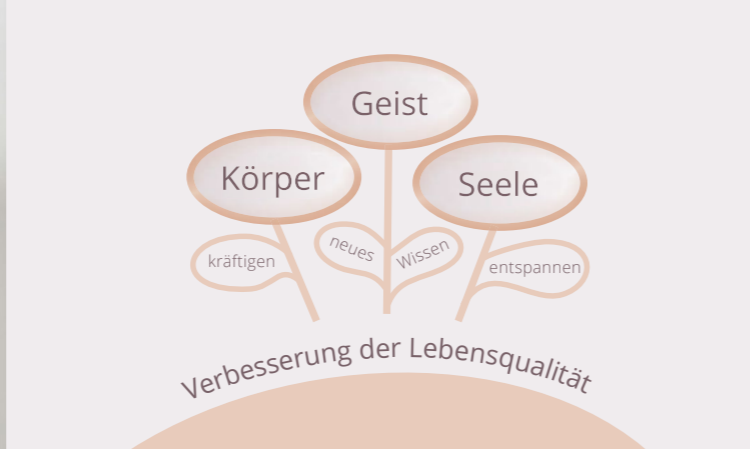 Geist
Körper
Seele
kräftigen
neues Wissen
entspannen
Verbesserung der Lebensqualität